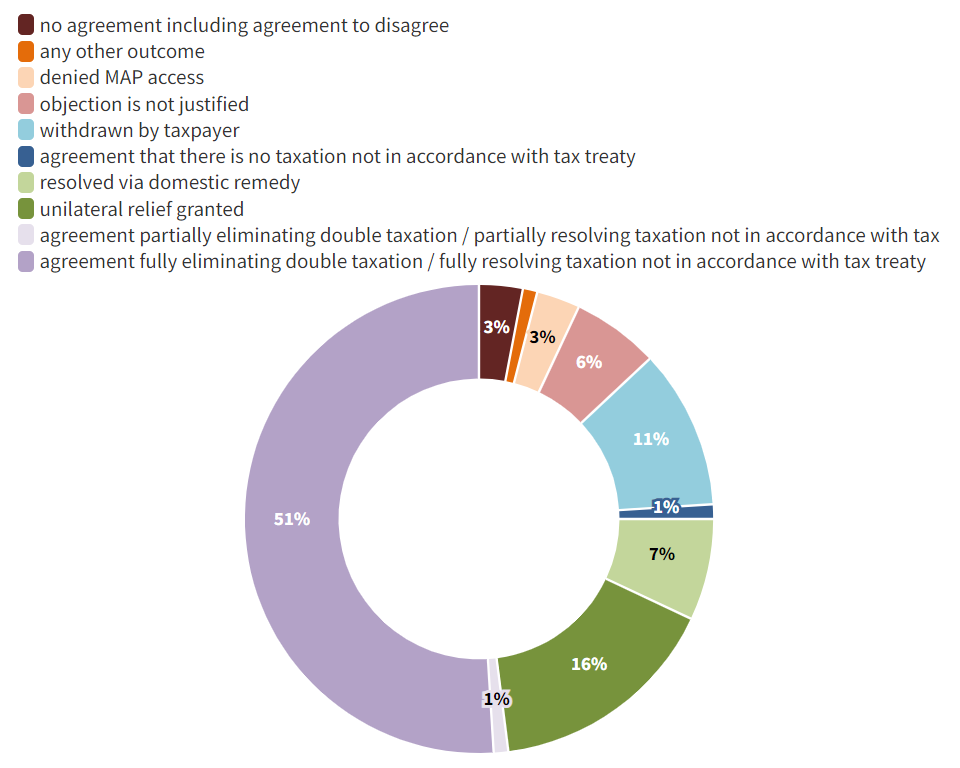 no agreement including agreement to disagree
any other outcome
denied MAP access
objection is not justified
withdrawn by taxpayer
agreement that there is no taxation not in accordance with tax treaty
resolved via domestic remedy
unilateral relief granted
agreement partially eliminating double taxation / partially resolving taxation not in accordance with tax
agreement fully eliminating double taxation / fully resolving taxation not in accordance with tax treaty
3%
3%
6%
11%
1%
7%
16%
1%
51%